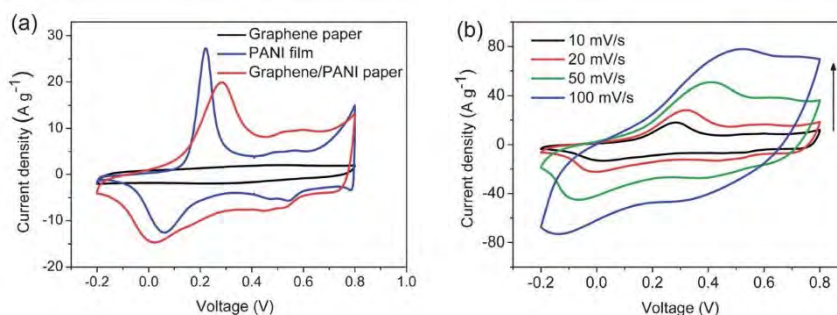 (a)
Graphene paper
PANI film
Graphene/PANI paper
30
20
10
0
-10
-20
Current density (A g⁻¹)
-0.2 0.0 0.2 0.4 0.6 0.8 1.0
Voltage (V)
(b)
10 mV/s
20 mV/s
50 mV/s
100 mV/s
80
40
0
-40
-80
Current density (A g⁻¹)
-0.2 0.0 0.2 0.4 0.6 0.8
Voltage (V)